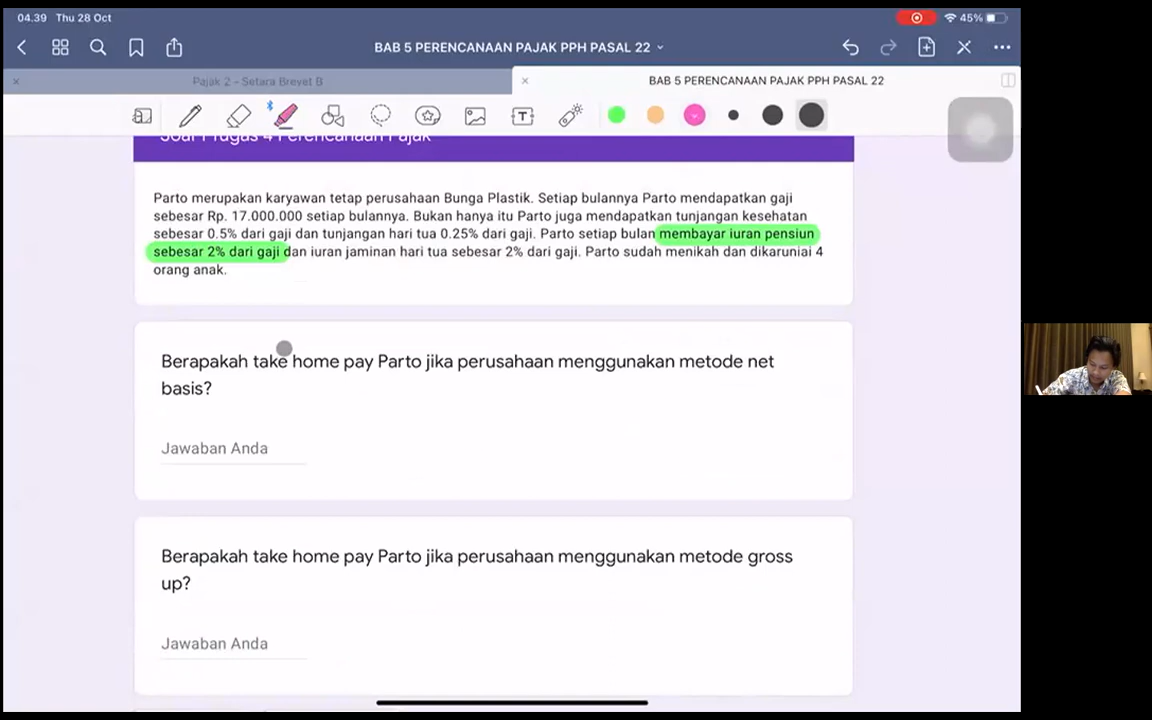 04.39 Thu 28 Oct
45%
BAB 5 PERENCANAAN PAJAK PPH PASAL 22
Pajak 2 - Setara Brevet B
BAB 5 PERENCANAAN PAJAK PPH PASAL 22
Soal 1 Tugas 4 Perencanaan Pajak
Parto merupakan karyawan tetap perusahaan Bunga Plastik. Setiap bulannya Parto mendapatkan gaji
sebesar Rp. 17.000.000 setiap bulannya. Bukan hanya itu Parto juga mendapatkan tunjangan kesehatan
sebesar 0.5% dari gaji dan tunjangan hari tua 0.25% dari gaji. Parto setiap bulan membayar iuran pensiun
sebesar 2% dari gaji dan iuran jaminan hari tua sebesar 2% dari gaji. Parto sudah menikah dan dikaruniai 4
orang anak.
Berapakah take home pay Parto jika perusahaan menggunakan metode net
basis?
Jawaban Anda
Berapakah take home pay Parto jika perusahaan menggunakan metode gross
up?
Jawaban Anda